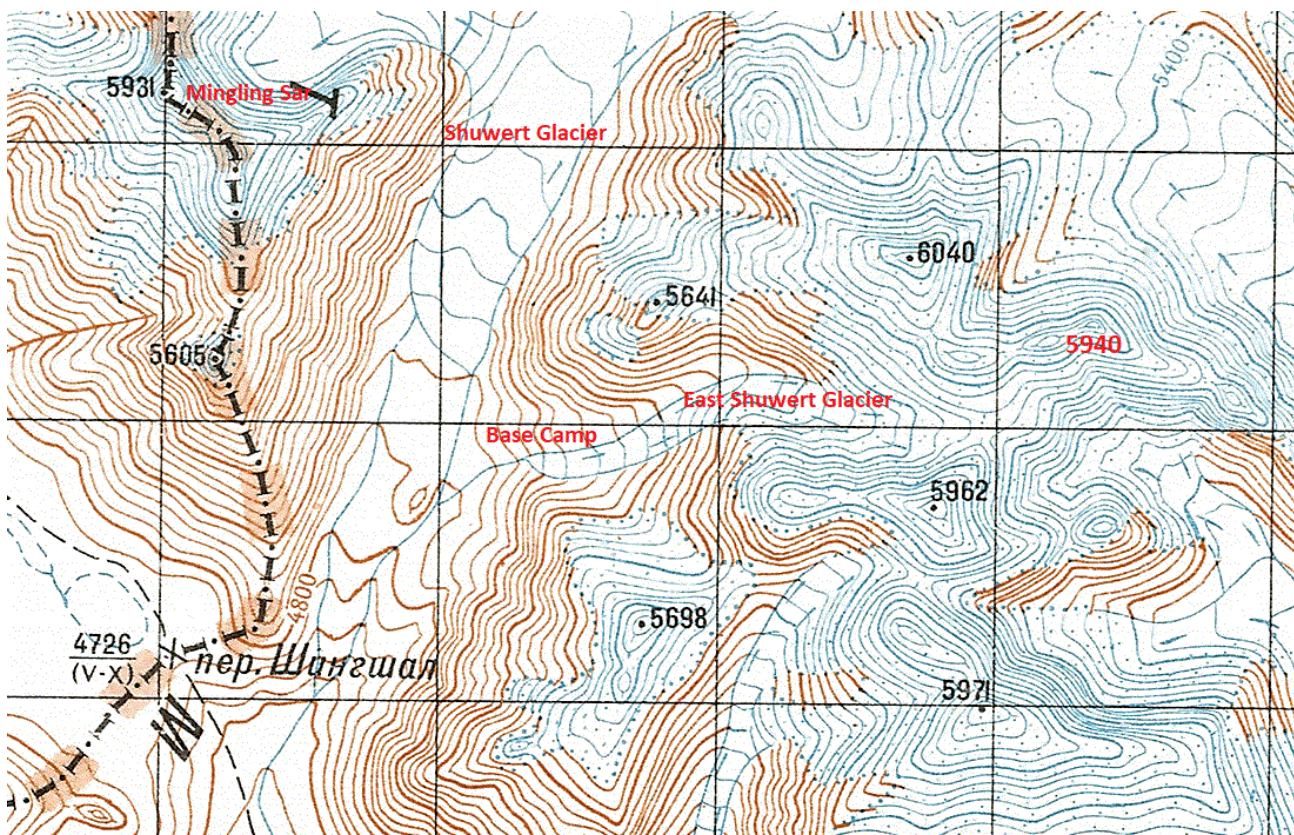 5400
5931
Mingling Sar
Shuwert Glacier
6040
5641
5605
5940
East Shuwert Glacier
Base Camp
5962
4800
5698
4726
(V-X)
пер. Шингшал
5971